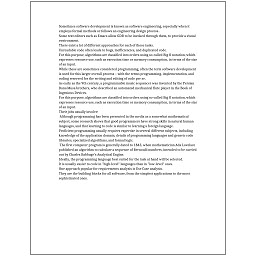 Sometimes software development is known as software engineering, especially when it
employs formal methods or follows an engineering design process.
Some text editors such as Emacs allow GDB to be invoked through them, to provide a visual
environment.
There exist a lot of different approaches for each of those tasks.
Unreadable code often leads to bugs, inefficiencies, and duplicated code.
For this purpose, algorithms are classified into orders using so-called Big O notation, which
expresses resource use, such as execution time or memory consumption, in terms of the size
of an input.
While these are sometimes considered programming, often the term software development
is used for this larger overall process – with the terms programming, implementation, and
coding reserved for the writing and editing of code per se.
As early as the 9th century, a programmable music sequencer was invented by the Persian
Banu Musa brothers, who described an automated mechanical flute player in the Book of
Ingenious Devices.
For this purpose, algorithms are classified into orders using so-called Big O notation, which
expresses resource use, such as execution time or memory consumption, in terms of the size
of an input.
Their jobs usually involve:
Although programming has been presented in the media as a somewhat mathematical
subject, some research shows that good programmers have strong skills in natural human
languages, and that learning to code is similar to learning a foreign language.
Proficient programming usually requires expertise in several different subjects, including
knowledge of the application domain, details of programming languages and generic code
libraries, specialized algorithms, and formal logic.
The first computer program is generally dated to 1843, when mathematician Ada Lovelace
published an algorithm to calculate a sequence of Bernoulli numbers, intended to be carried
out by Charles Babbage's Analytical Engine.
Ideally, the programming language best suited for the task at hand will be selected.
It is usually easier to code in "high-level" languages than in "low-level" ones.
One approach popular for requirements analysis is Use Case analysis.
They are the building blocks for all software, from the simplest applications to the most
sophisticated ones.